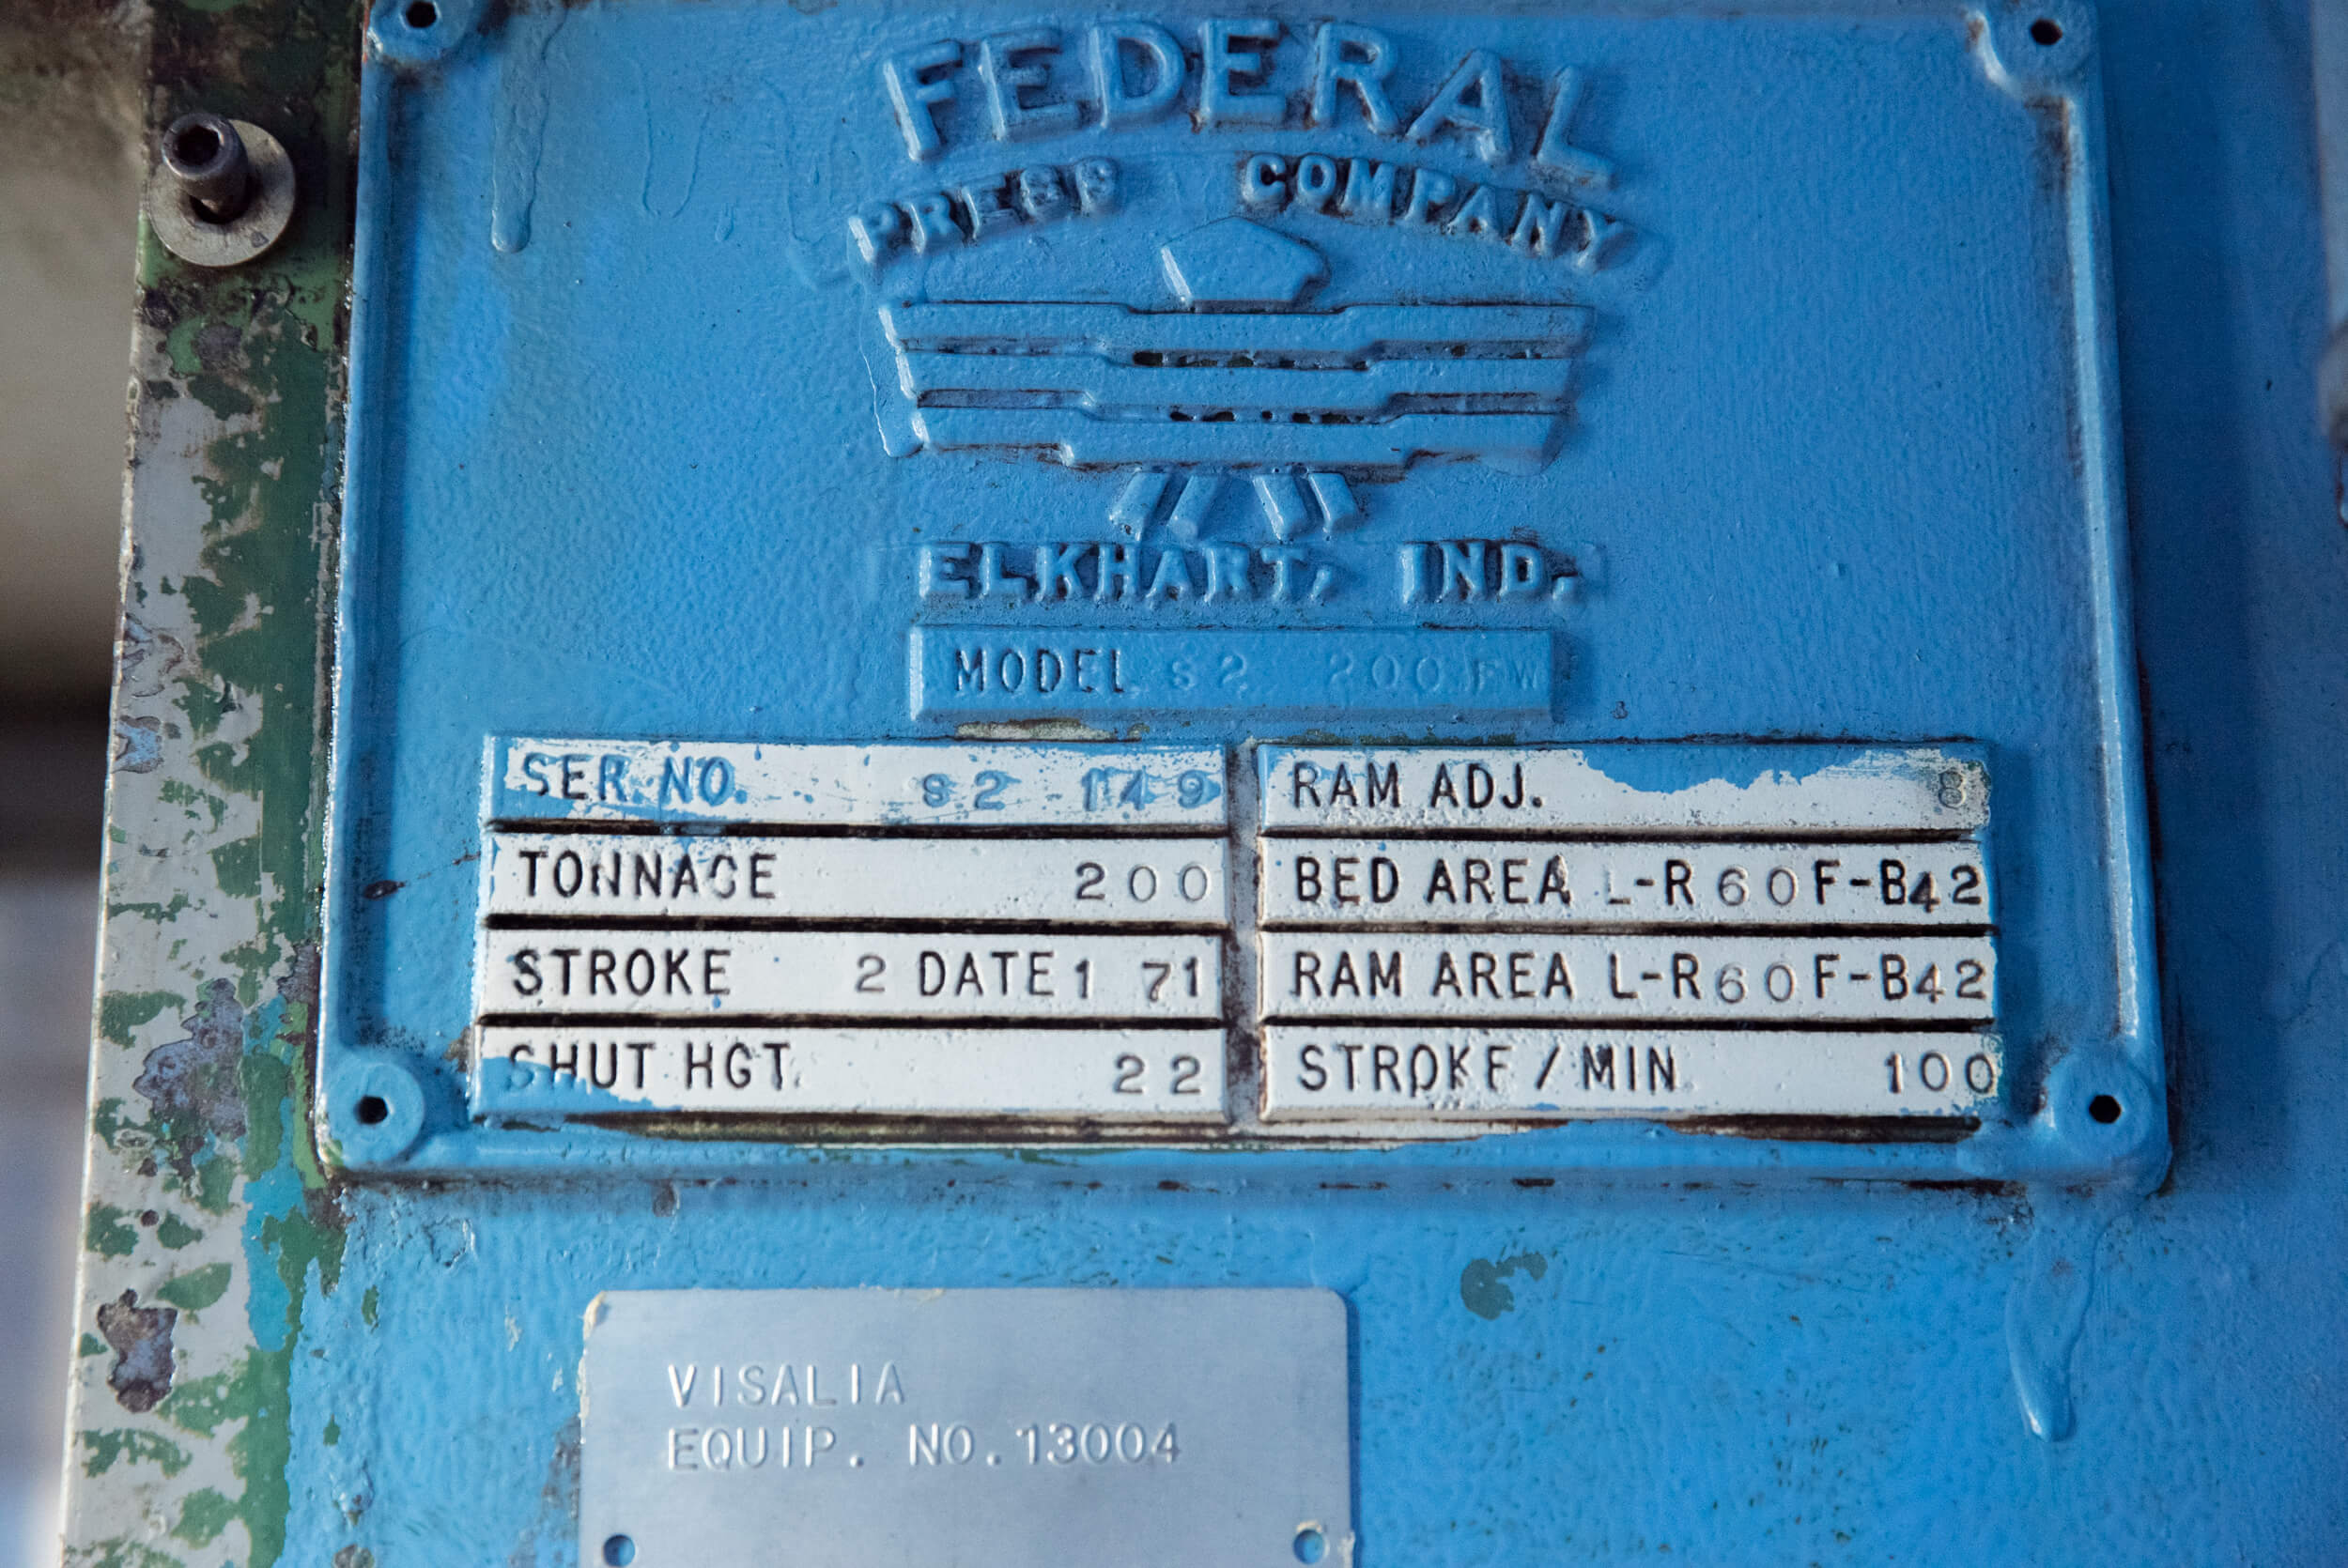 FEDERAL
PRESS COMPANY
ELKHART, IND.
MODEL S2 200 FW
SER. NO. S2 1149
TONNAGE 200
STROKE 2 DATE 1 71
SHUT HGT. 22
RAM ADJ. 8
BED AREA L-R 60 F-B 42
RAM AREA L-R 60 F-B 42
STROKE / MIN 100
VISALIA
EQUIP. NO. 13004